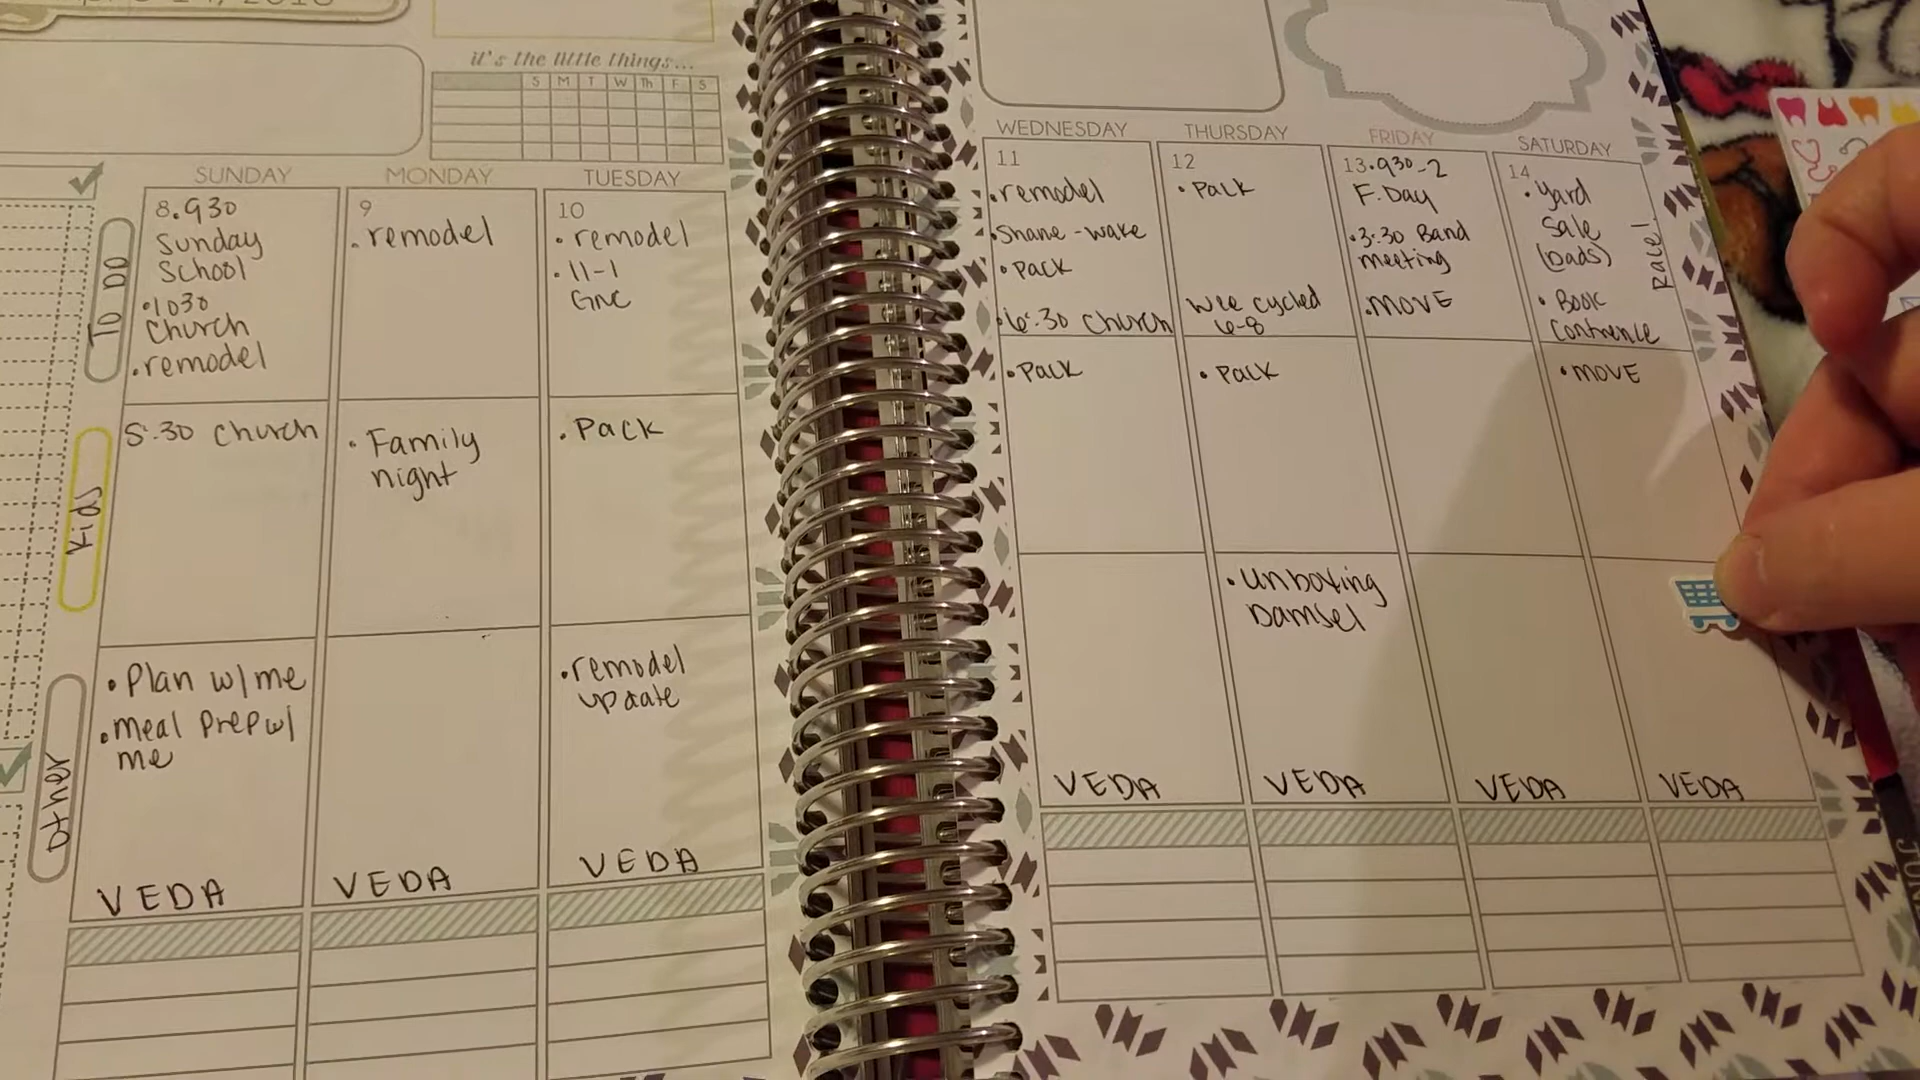 it's the little things...
S M T W Th F S
SUNDAY
MONDAY
TUESDAY
TO DO
8.930
Sunday
School
•1030
Church
•remodel
9
•remodel
10
•remodel
•11-1
GNC
Kids
5:30 Church
•Family
night
•Pack
Other
•Plan w/me
•meal Prep w/
me
VEDA
VEDA
•remodel
update
VEDA
WEDNESDAY
THURSDAY
FRIDAY
SATURDAY
11
•remodel
•Shane-wake
•Pack
•6:30 Church
12
•Pack
Wee cycled
6-8
13.930-2
F.Day
•3:30 Band
meeting
•MOVE
14
•Yard
Sale
•Book
•Pack
•Pack
•MOVE
VEDA
•unboxing
Damsel
VEDA
VEDA
VEDA